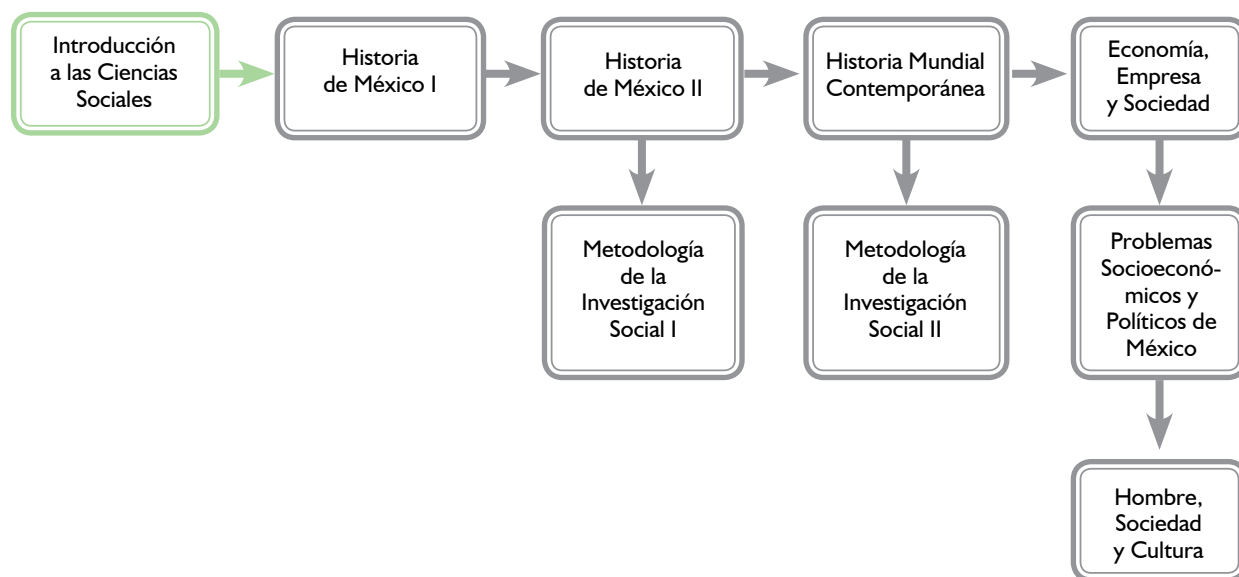 Introducción
a las Ciencias
Sociales
Historia
de México I
Historia
de México II
Historia Mundial
Contemporánea
Economía,
Empresa
y Sociedad
Metodología
de la
Investigación
Social I
Metodología
de la
Investigación
Social II
Problemas
Socioeconó-
micos y
Políticos de
México
Hombre,
Sociedad
y Cultura